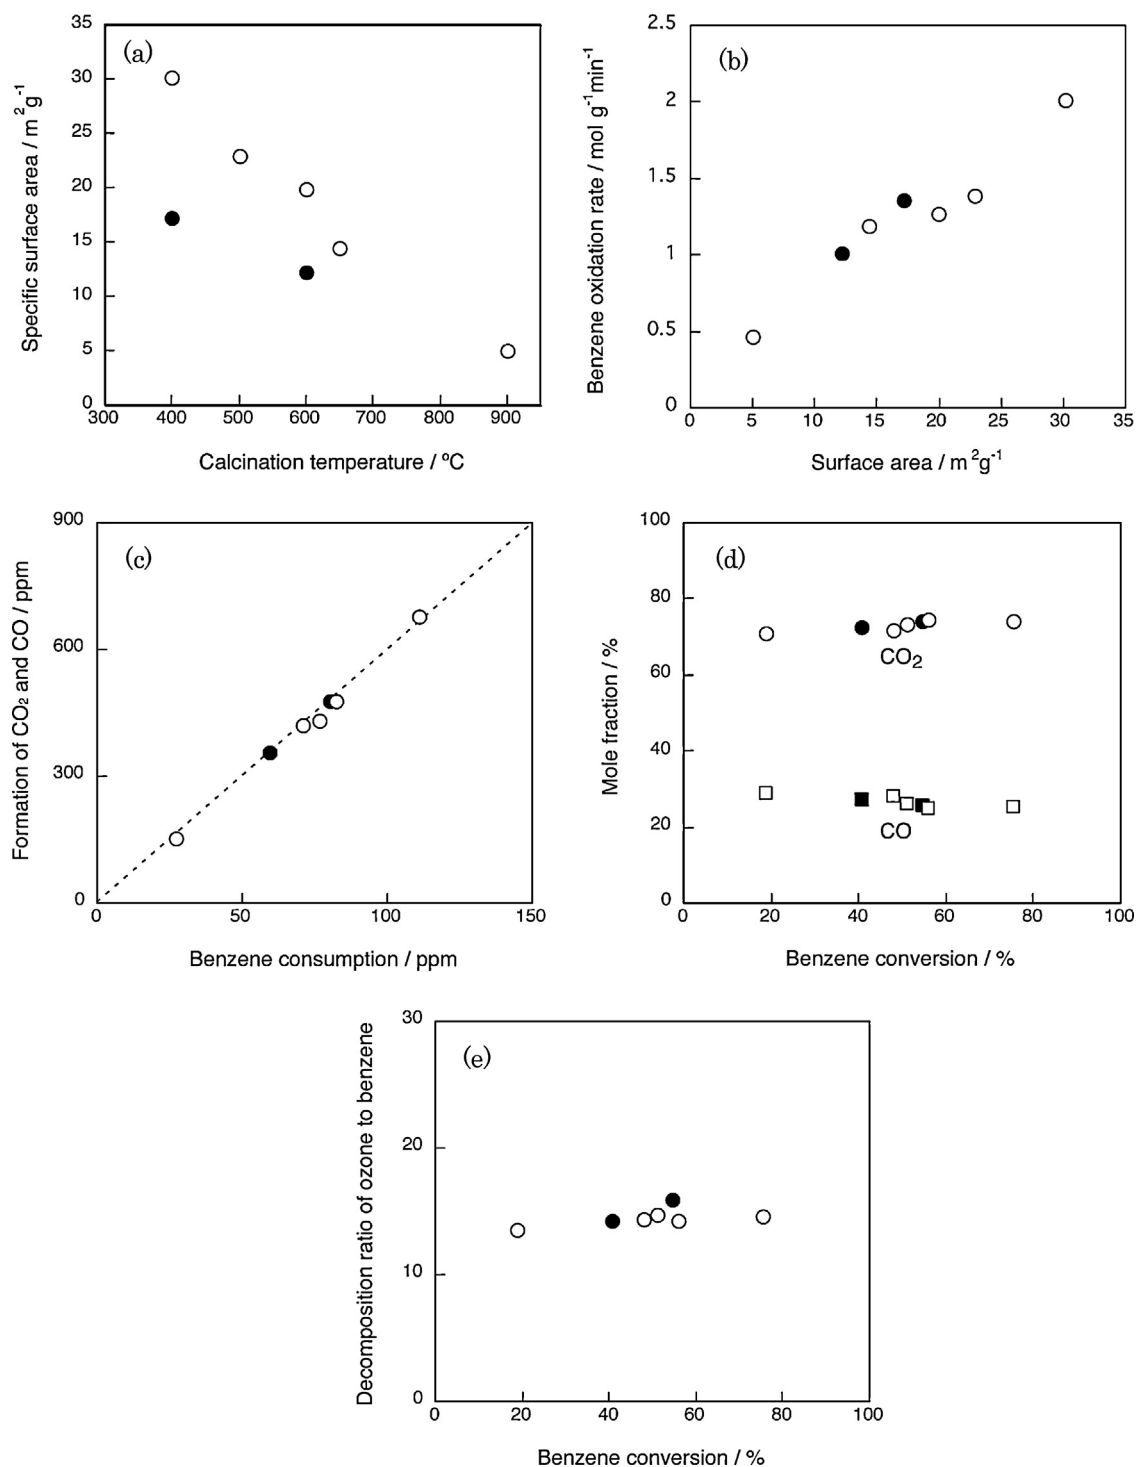 (a)
35
30
25
20
15
10
5
0
300 400 500 600 700 800 900
Specific surface area / m²g⁻¹
Calcination temperature / ºC
(b)
2.5
2
1.5
1
0.5
0
0 5 10 15 20 25 30 35
Benzene oxidation rate / mol g⁻¹min⁻¹
Surface area / m²g⁻¹
(c)
900
600
300
0
0 50 100 150
Formation of CO₂ and CO / ppm
Benzene consumption / ppm
(d)
100
80
60
40
20
0
0 20 40 60 80 100
CO₂
CO
Mole fraction / %
Benzene conversion / %
(e)
30
20
10
0
0 20 40 60 80 100
Decomposition ratio of ozone to benzene
Benzene conversion / %